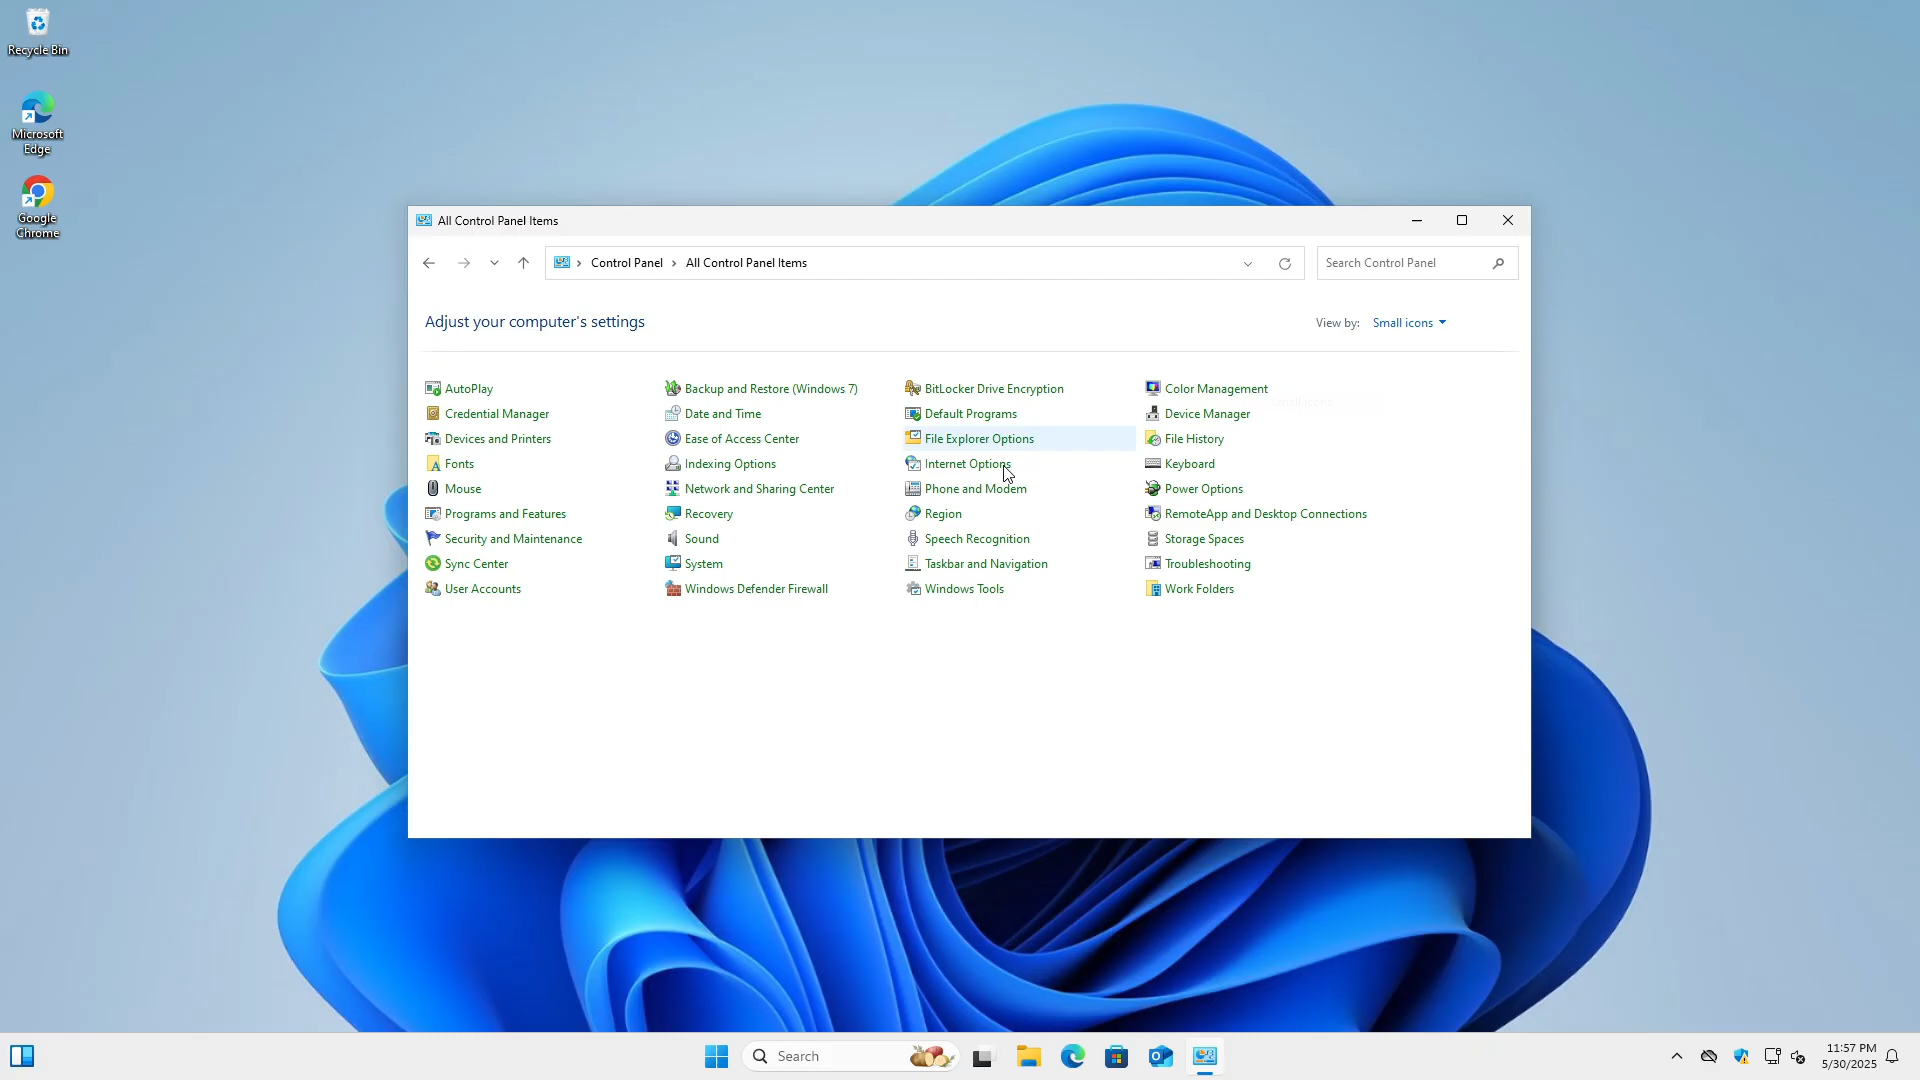 Recycle Bin
Microsoft
Edge
Google
Chrome
All Control Panel Items
Control Panel
All Control Panel Items
Search Control Panel
Adjust your computer's settings
View by: Small icons
AutoPlay
Backup and Restore (Windows 7)
BitLocker Drive Encryption
Color Management
Credential Manager
Date and Time
Default Programs
Device Manager
Devices and Printers
Ease of Access Center
File Explorer Options
File History
Fonts
Indexing Options
Internet Options
Keyboard
Mouse
Network and Sharing Center
Phone and Modem
Power Options
Programs and Features
Recovery
Region
RemoteApp and Desktop Connections
Security and Maintenance
Sound
Speech Recognition
Storage Spaces
Sync Center
System
Taskbar and Navigation
Troubleshooting
User Accounts
Windows Defender Firewall
Windows Tools
Work Folders
Search
11:57 PM
5/30/2025